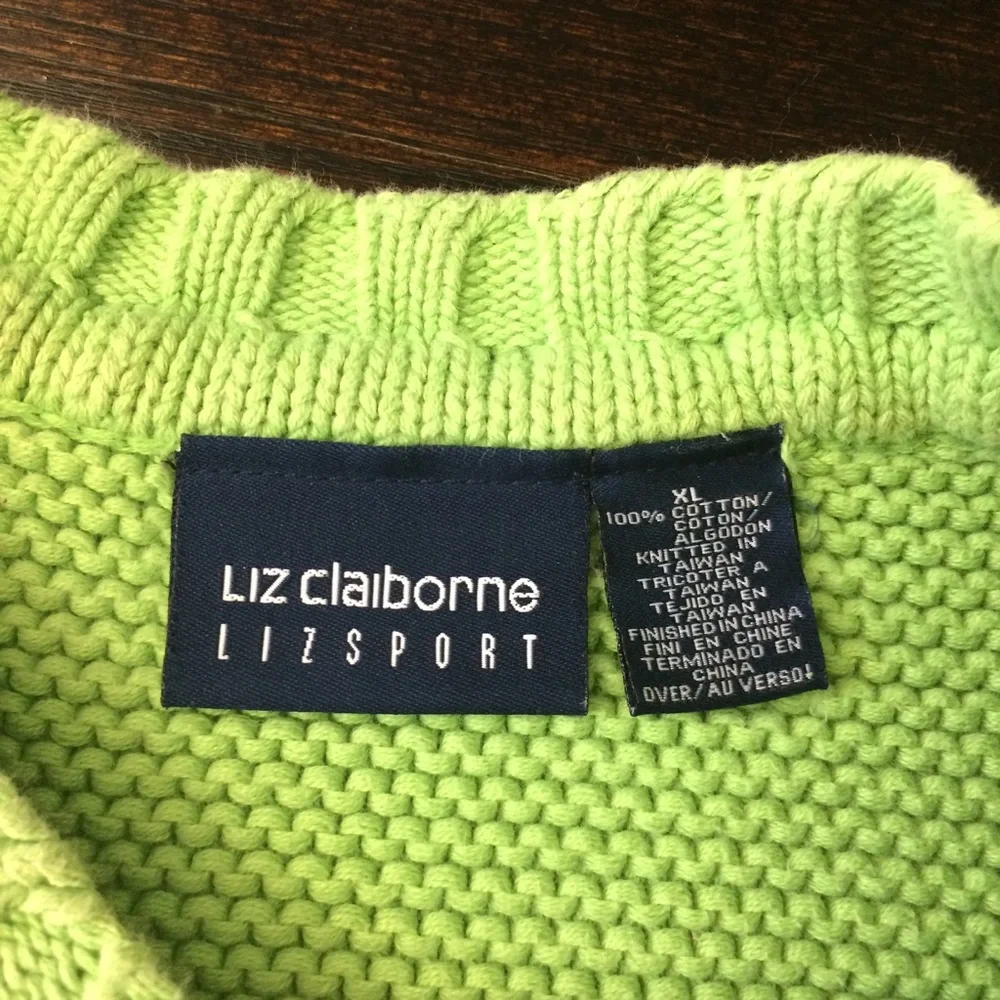 Liz claiborne
LIZSPORT
XL
100% COTTON/
COTON/
ALGODON
KNITTED IN
TAIWAN
TRICOTER A
TAIWAN
TEJIDO EN
TAIWAN
FINISHED IN CHINA
FINI EN CHINE
TERMINADO EN
CHINA
OVER/AU VERSO↓